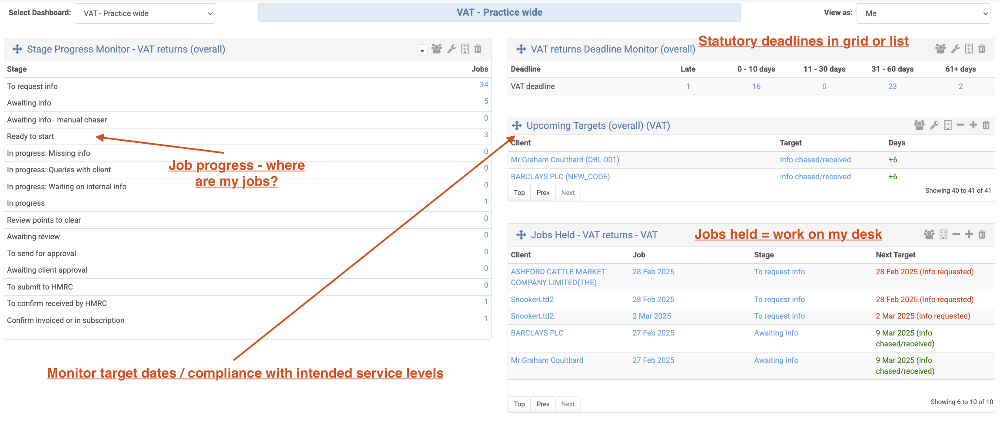 Select Dashboard: VAT - Practice wide VAT - Practice wide View as: Me
Stage Progress Monitor - VAT returns (overall)
Stage Jobs
To request info 34
Awaiting info 5
Awaiting info - manual chaser 0
Ready to start 3
In progress: Missing info 0
In progress: Queries with client 0
In progress: Waiting on internal info 0
In progress 1
Review points to clear 0
Awaiting review 0
To send for approval 0
Awaiting client approval 0
To submit to HMRC 0
To confirm received by HMRC 1
Confirm invoiced or in subscription 1
Job progress - where
are my jobs?
Monitor target dates / compliance with intended service levels
Statutory deadlines in grid or list
VAT returns Deadline Monitor (overall)
Deadline Late 0 - 10 days 11 - 30 days 31 - 60 days 61+ days
VAT deadline 1 16 0 23 2
Upcoming Targets (overall) (VAT)
Client Target Days
Mr Graham Coulthard (DBL-001) Info chased/received +6
BARCLAYS PLC (NEW_CODE) Info chased/received +6
Top Prev Next Showing 40 to 41 of 41
Jobs Held - VAT returns - VAT Jobs held = work on my desk
Client Job Stage Next Target
ASHFORD CATTLE MARKET 28 Feb 2025 To request info 28 Feb 2025 (Info requested)
COMPANY LIMITED(THE)
SnookerLtd2 28 Feb 2025 To request info 28 Feb 2025 (Info requested)
SnookerLtd2 2 Mar 2025 To request info 2 Mar 2025 (Info requested)
BARCLAYS PLC 27 Feb 2025 Awaiting info 9 Mar 2025 (Info
chased/received)
Mr Graham Coulthard 27 Feb 2025 Awaiting info 9 Mar 2025 (Info
chased/received)
Top Prev Next Showing 6 to 10 of 10